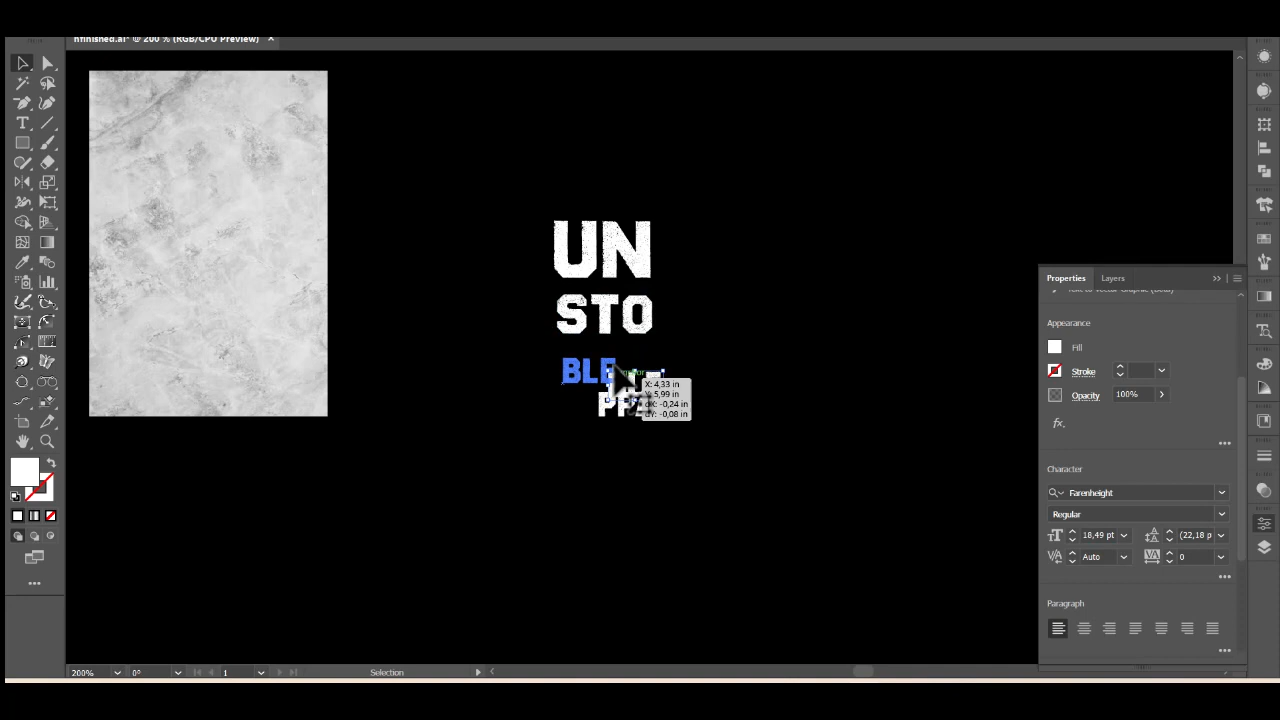 nfinished.ai* @ 200 % (RGB/CPU Preview)
UN
STO
BLE
X: 4,33 in
Y: 5,99 in
dX: -0,24 in
dY: -0,08 in
Properties
Layers
Appearance
Fill
Stroke
Opacity
100%
fx.
Character
Farenheight
Regular
18,49 pt
(22,18 p
Auto
0
Paragraph
200%
0°
1
Selection